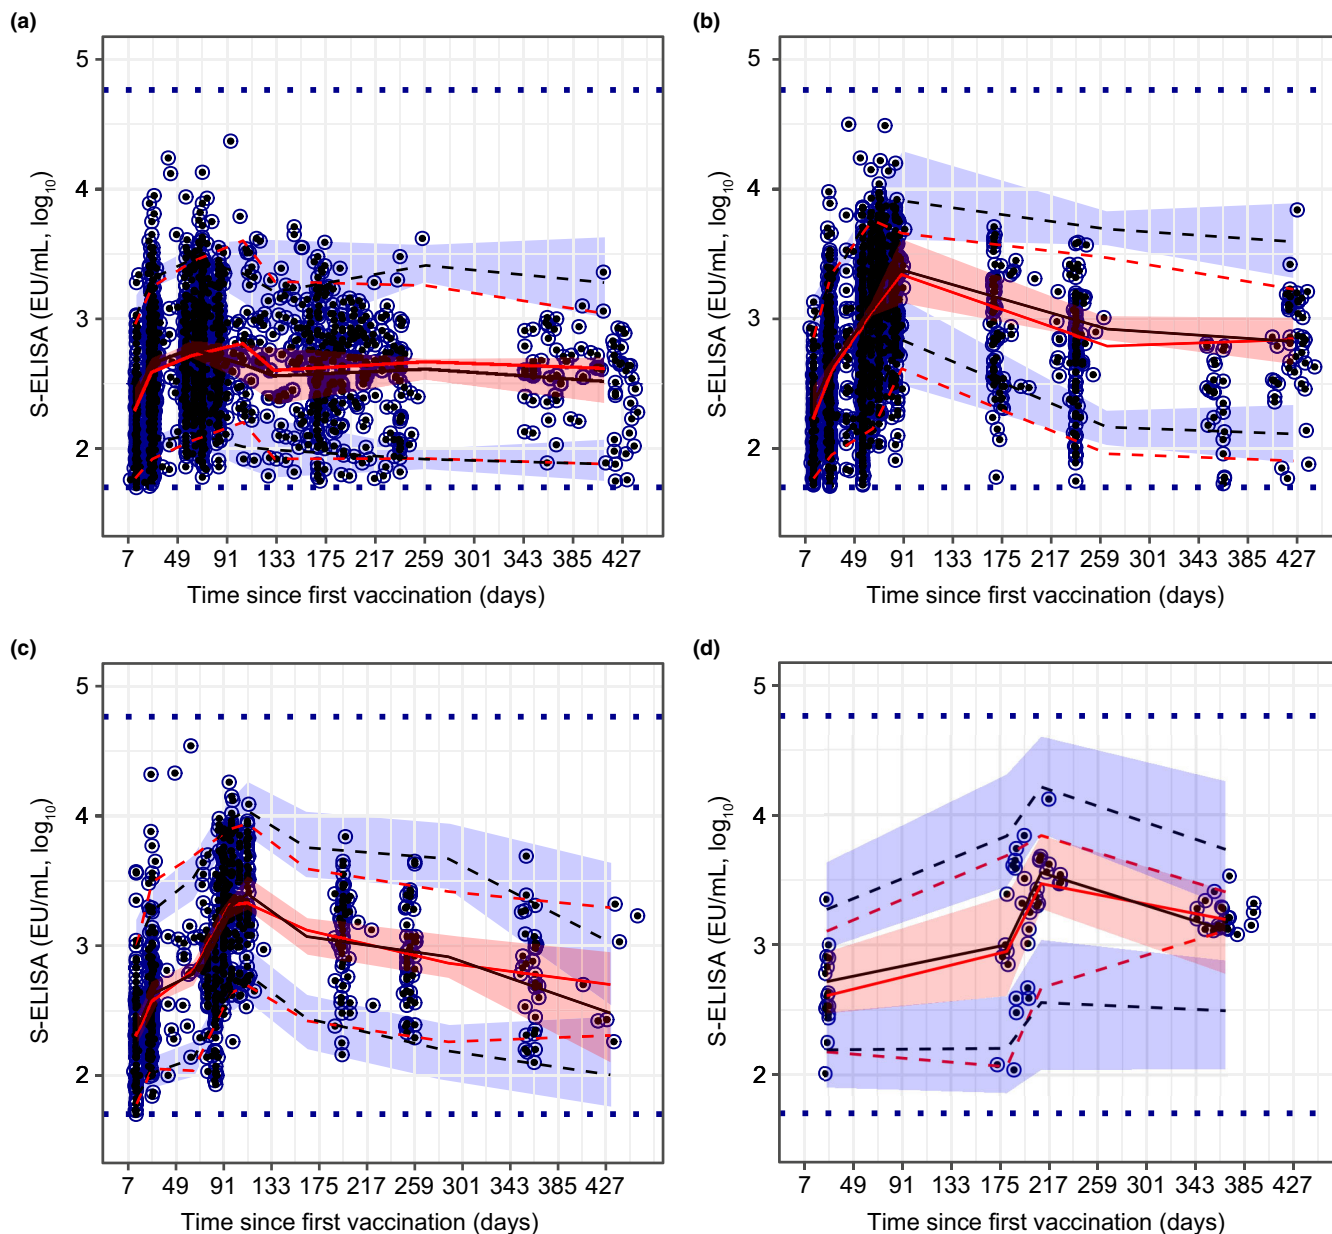 (a)
5
4
3
2
S-ELISA (EU/mL, log₁₀)
7 49 91 133 175 217 259 301 343 385 427
Time since first vaccination (days)
(b)
5
4
3
2
S-ELISA (EU/mL, log₁₀)
7 49 91 133 175 217 259 301 343 385 427
Time since first vaccination (days)
(c)
5
4
3
2
S-ELISA (EU/mL, log₁₀)
7 49 91 133 175 217 259 301 343 385 427
Time since first vaccination (days)
(d)
5
4
3
2
S-ELISA (EU/mL, log₁₀)
7 49 91 133 175 217 259 301 343 385 427
Time since first vaccination (days)